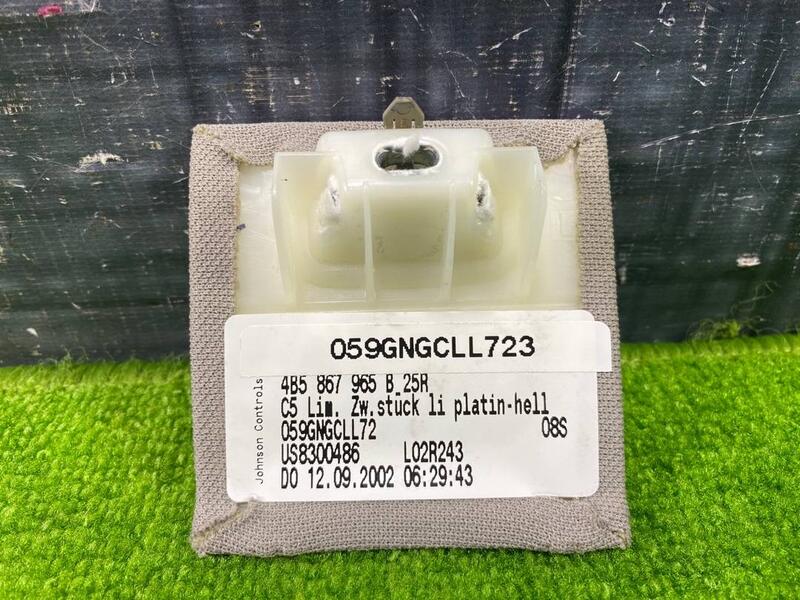 059GNGCLL723
4B5 867 965 B 25R
C5 Lim. Zw.stück li platin-hell
059GNGCLL72 08S
US8300486 L02R243
DO 12.09.2002 06:29:43
Johnson Controls